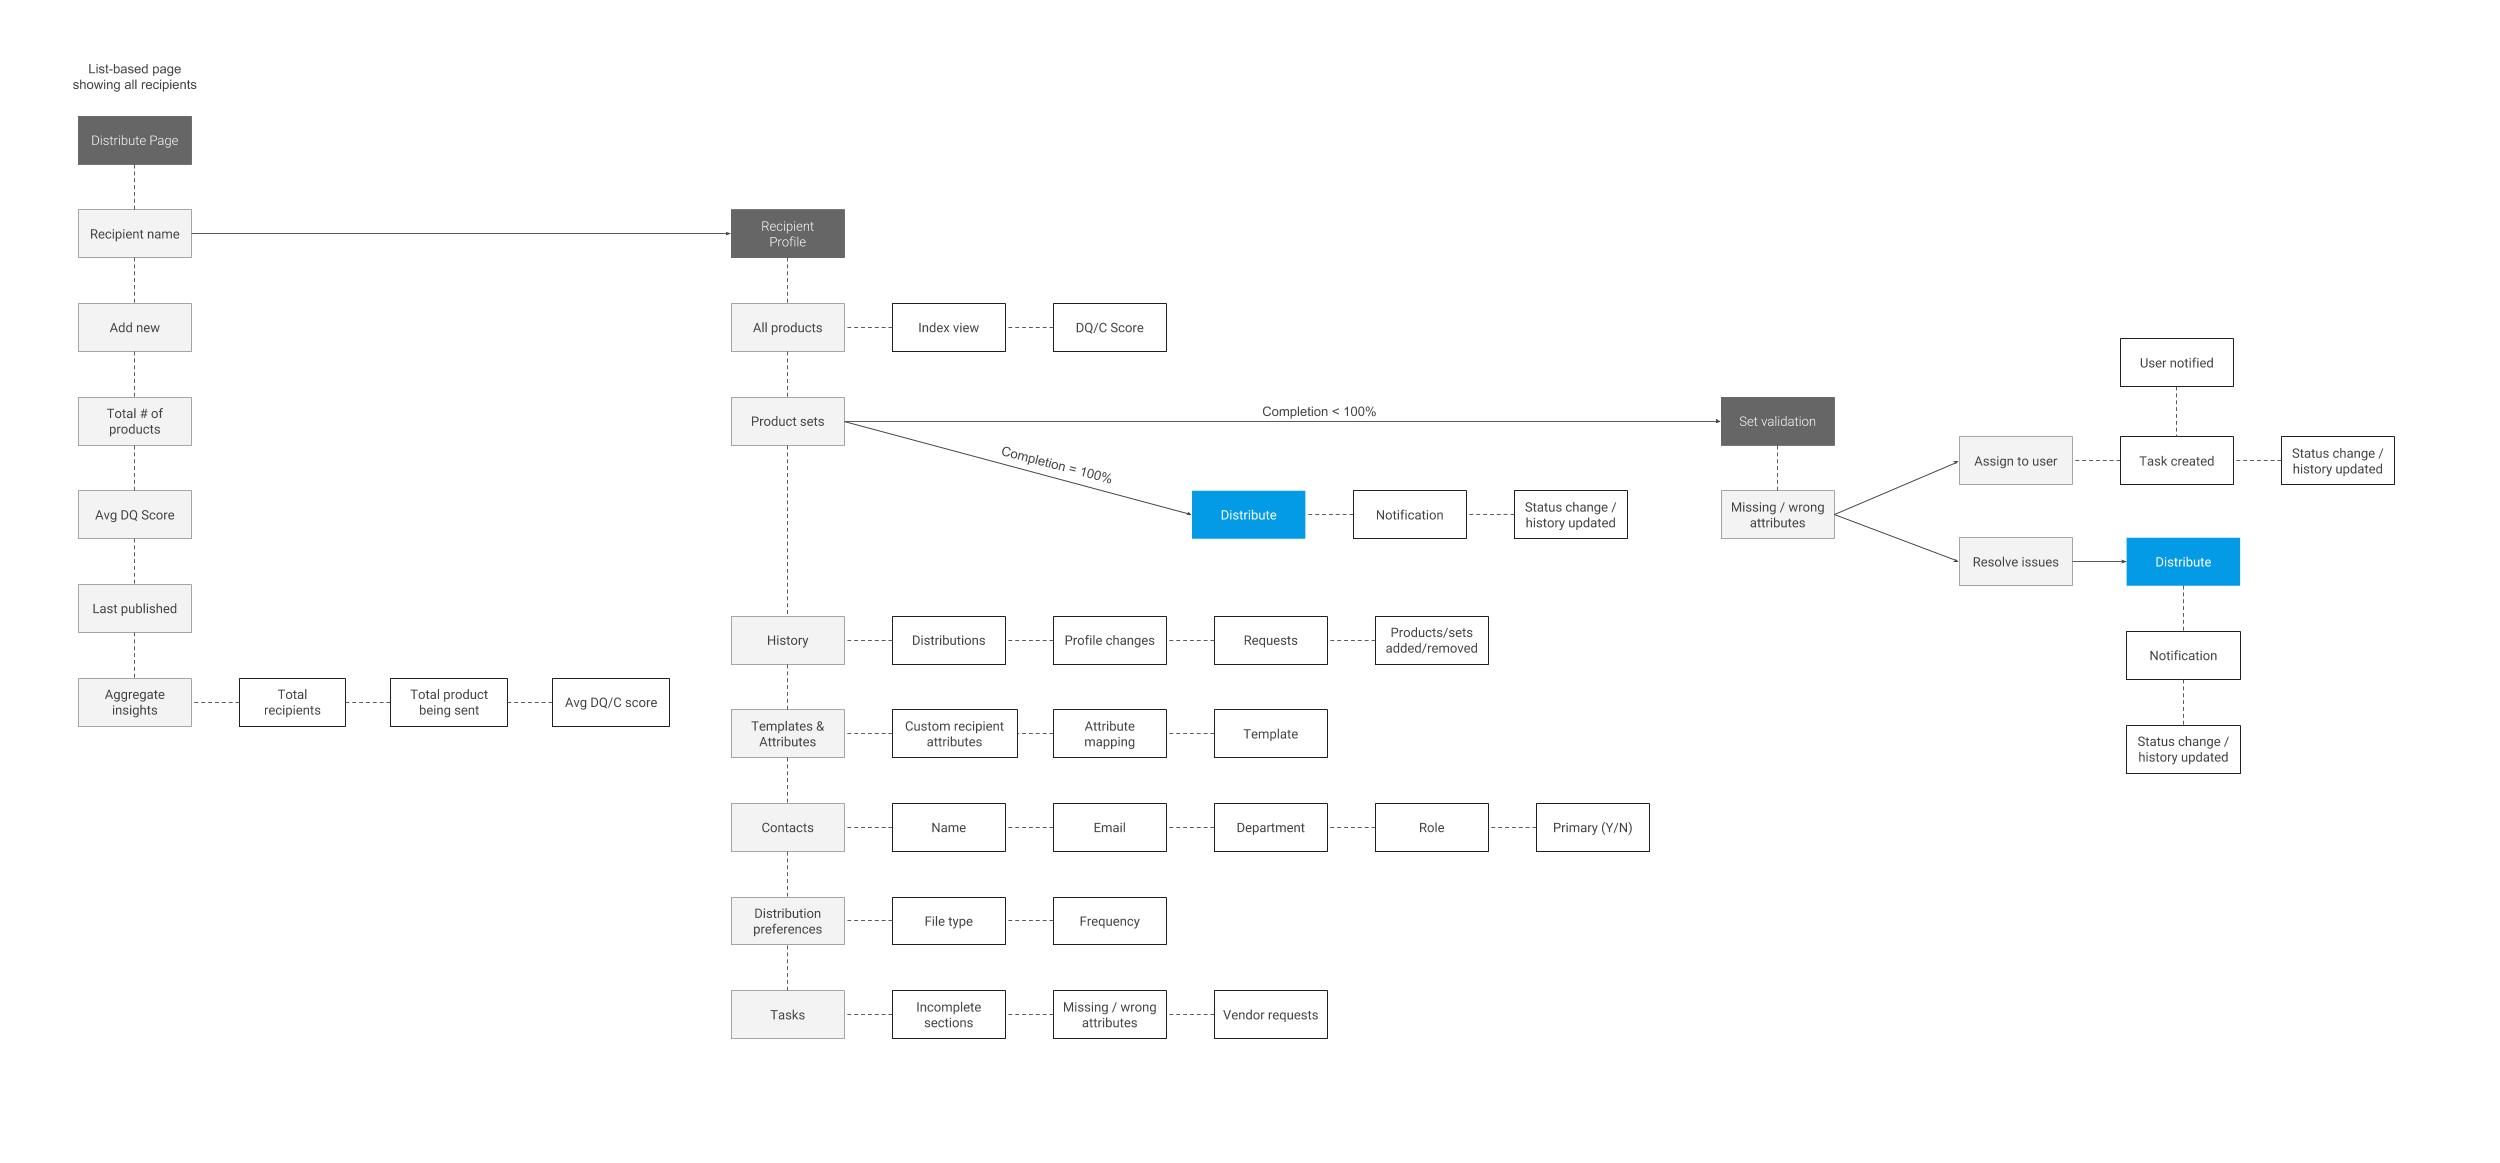 List-based page
showing all recipients
Distribute Page
Recipient name
Add new
Total # of
products
Avg DQ Score
Last published
Aggregate
insights
Total
recipients
Total product
being sent
Avg DQ/C score
Recipient
Profile
All products
Index view
DQ/C Score
Product sets
Completion < 100%
Completion = 100%
Distribute
Notification
Status change /
history updated
History
Distributions
Profile changes
Requests
Products/sets
added/removed
Templates &
Attributes
Custom recipient
attributes
Attribute
mapping
Template
Contacts
Name
Email
Department
Role
Primary (Y/N)
Distribution
preferences
File type
Frequency
Tasks
Incomplete
sections
Missing / wrong
attributes
Vendor requests
Set validation
Missing / wrong
attributes
Assign to user
User notified
Task created
Status change /
history updated
Resolve issues
Distribute
Notification
Status change /
history updated